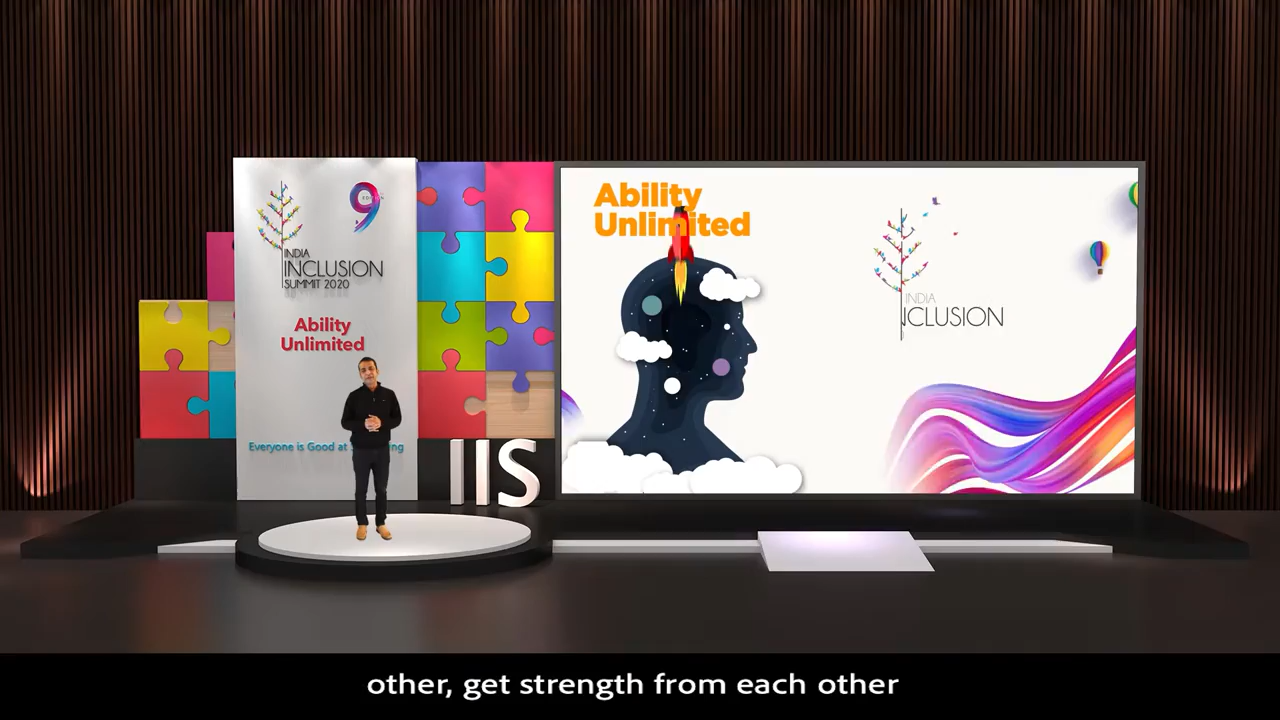 9
INDIA
INCLUSION
SUMMIT 2020
Ability
Unlimited
Everyone is Good at
IIS
Ability
Unlimited
INDIA
INCLUSION
other, get strength from each other